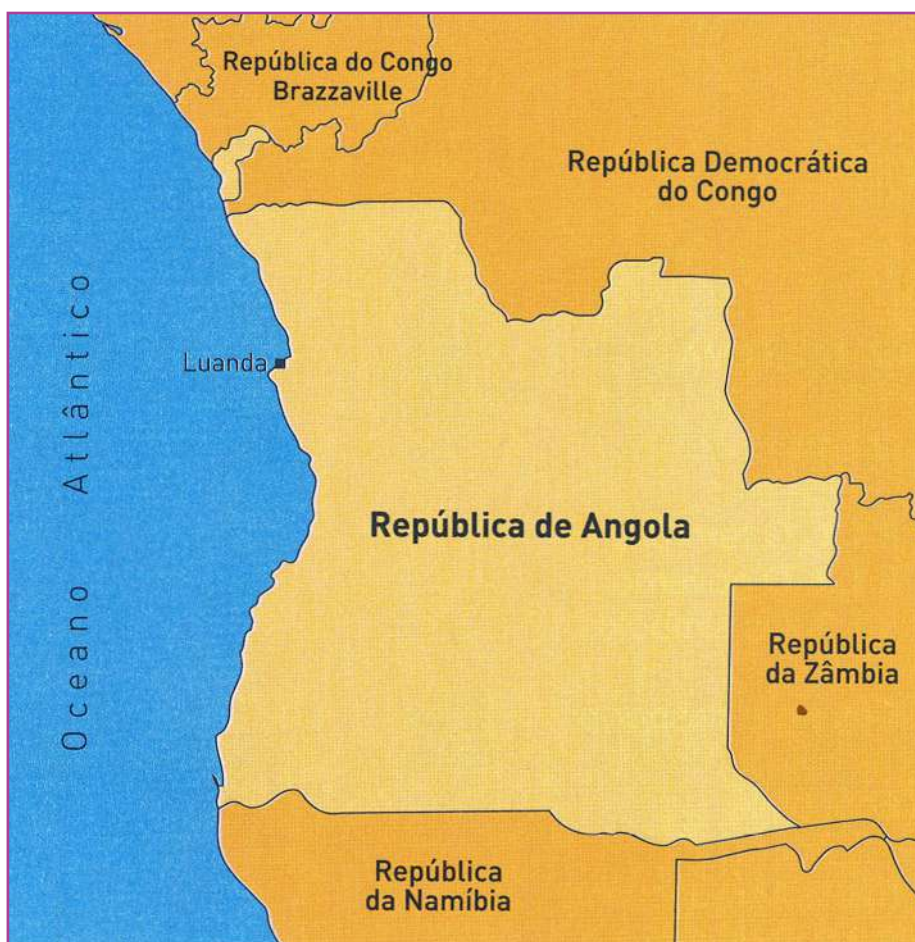 República do Congo
Brazzaville
República Democrática
do Congo
Oceano Atlântico
Luanda
República de Angola
República
da Zâmbia
República
da Namíbia